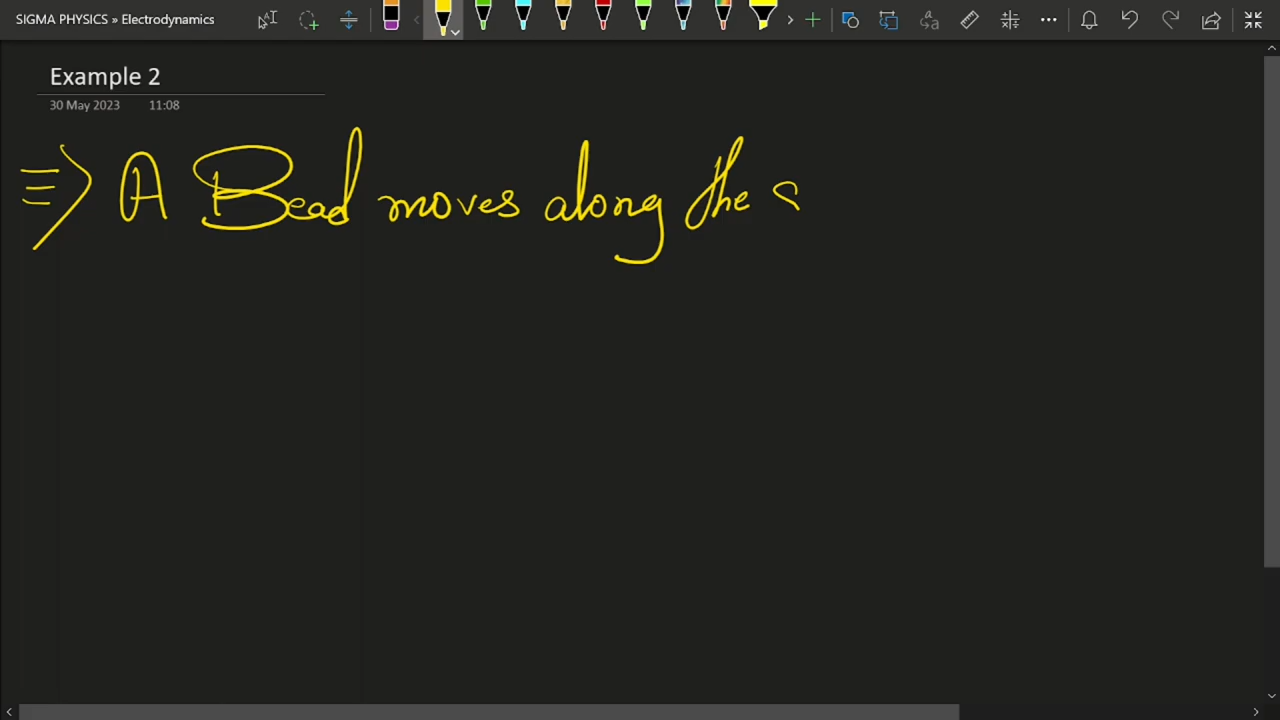 SIGMA PHYSICS » Electrodynamics
Example 2
30 May 2023 11:08
⇒ A Bead moves along the s